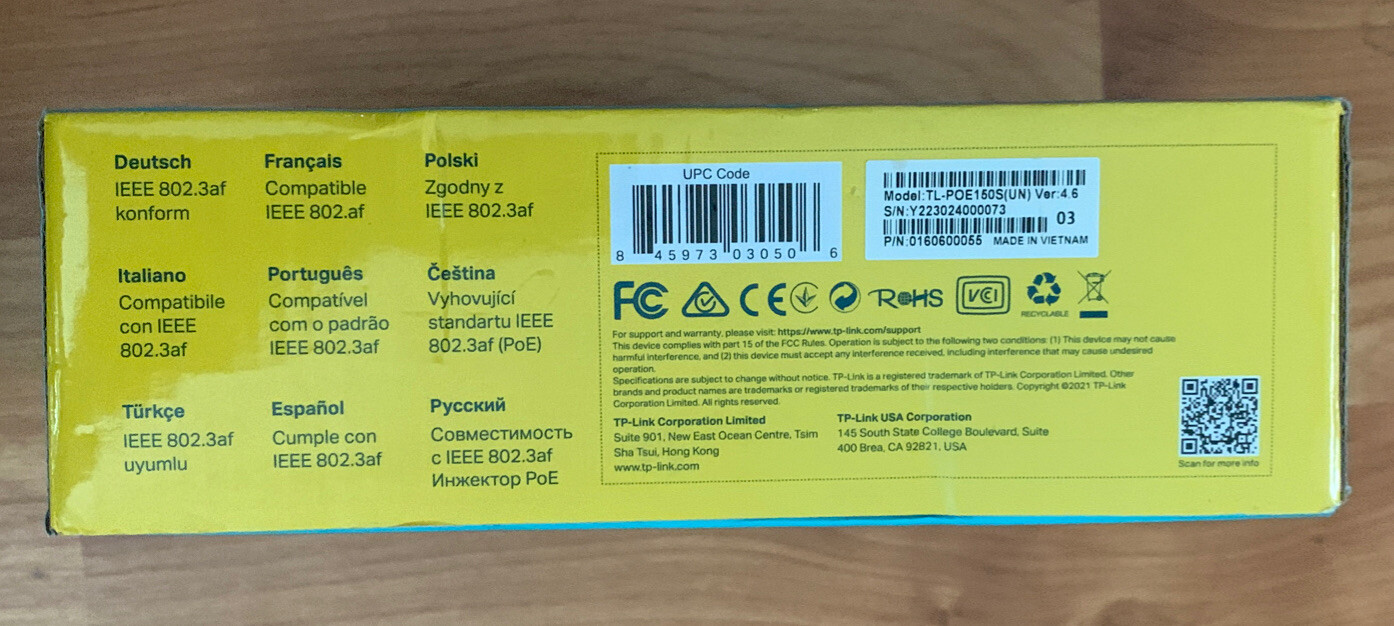 Deutsch
IEEE 802.3af
konform
Français
Compatible
IEEE 802.af
Polski
Zgodny z
IEEE 802.3af
Italiano
Compatibile
con IEEE
802.3af
Português
Compatível
com o padrão
IEEE 802.3af
Čeština
Vyhovující
standartu IEEE
802.3af (PoE)
Türkçe
IEEE 802.3af
uyumlu
Español
Cumple con
IEEE 802.3af
Русский
Совместимость
с IEEE 802.3af
Инжектор PoE
UPC Code
8 45973 03050 6
Model:TL-POE150S(UN) Ver:4.6
S/N:Y223024000073
03
P/N:0160600055 MADE IN VIETNAM
FC CE RoHS VCI
RECYCLABLE
For support and warranty, please visit: https://www.tp-link.com/support
This device complies with part 15 of the FCC Rules. Operation is subject to the following two conditions: (1) This device may not cause
harmful interference, and (2) this device must accept any interference received, including interference that may cause undesired
operation.
Specifications are subject to change without notice. TP-Link is a registered trademark of TP-Link Corporation Limited. Other
brands and product names are trademarks or registered trademarks of their respective holders. Copyright ©2021 TP-Link
Corporation Limited. All rights reserved.
TP-Link Corporation Limited
Suite 901, New East Ocean Centre, Tsim
Sha Tsui, Hong Kong
www.tp-link.com
TP-Link USA Corporation
145 South State College Boulevard, Suite
400 Brea, CA 92821, USA
Scan for more info